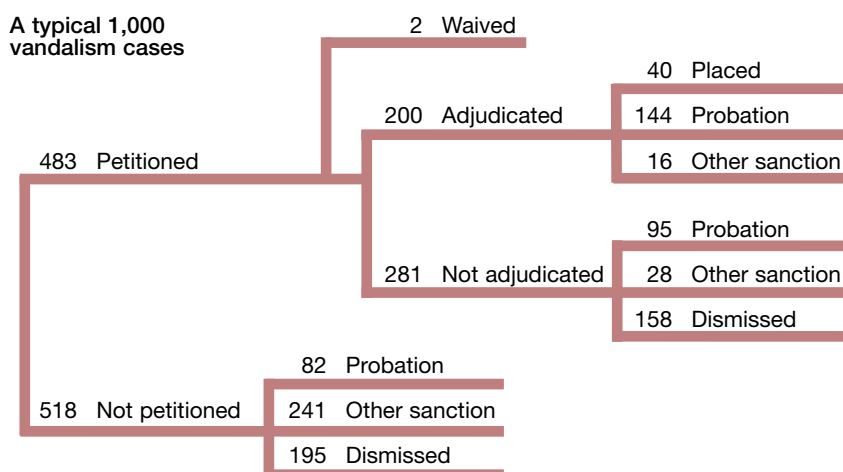 A typical 1,000
vandalism cases
2 Waived
40 Placed
200 Adjudicated
144 Probation
16 Other sanction
483 Petitioned
95 Probation
281 Not adjudicated
28 Other sanction
158 Dismissed
82 Probation
518 Not petitioned
241 Other sanction
195 Dismissed